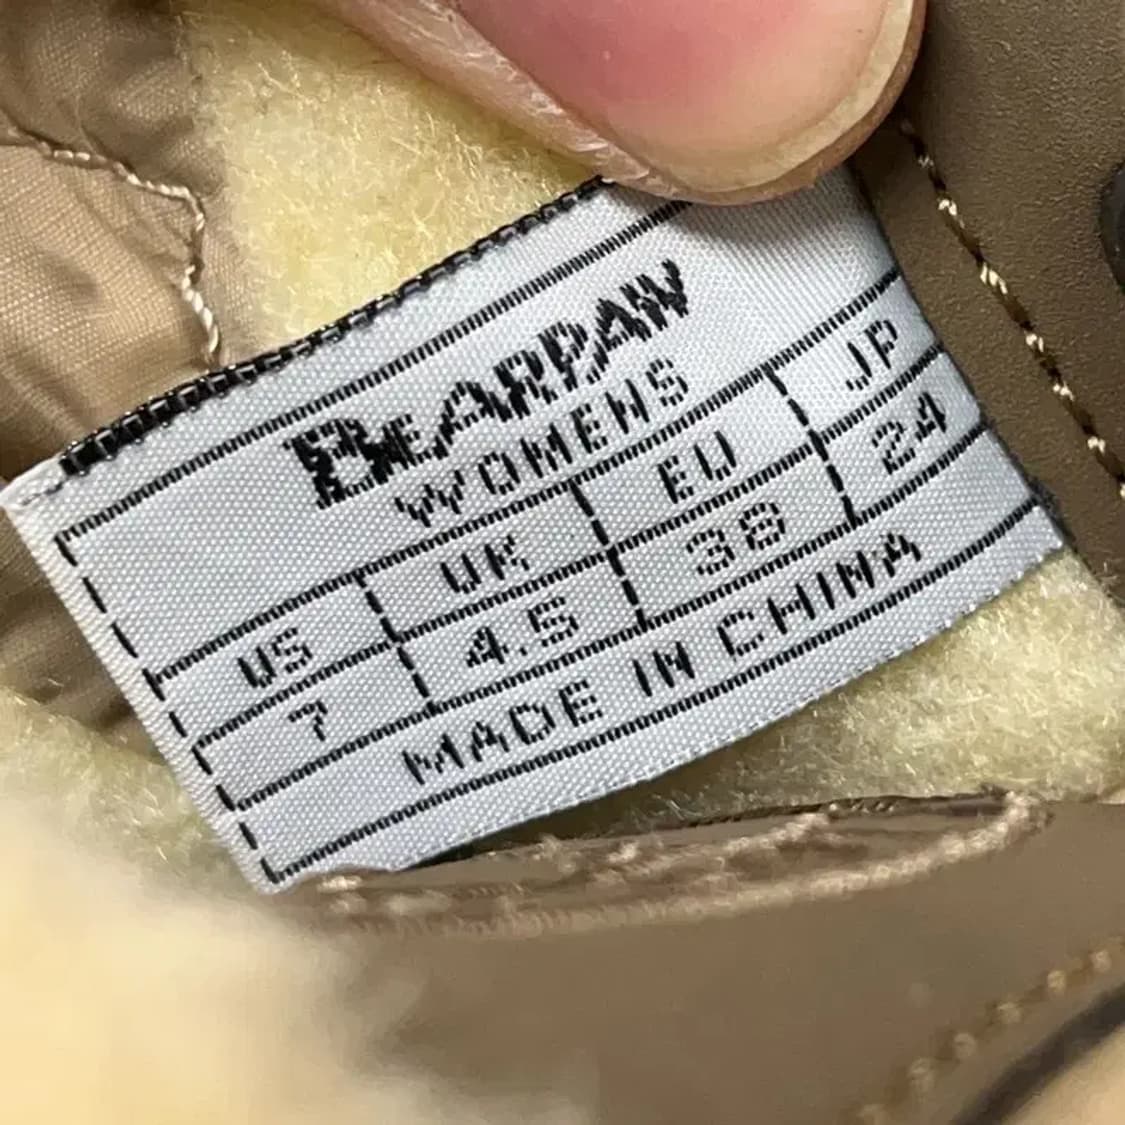 BEARPAW
WOMENS
US UK EU JP
7 4.5 38 24
MADE IN CHINA